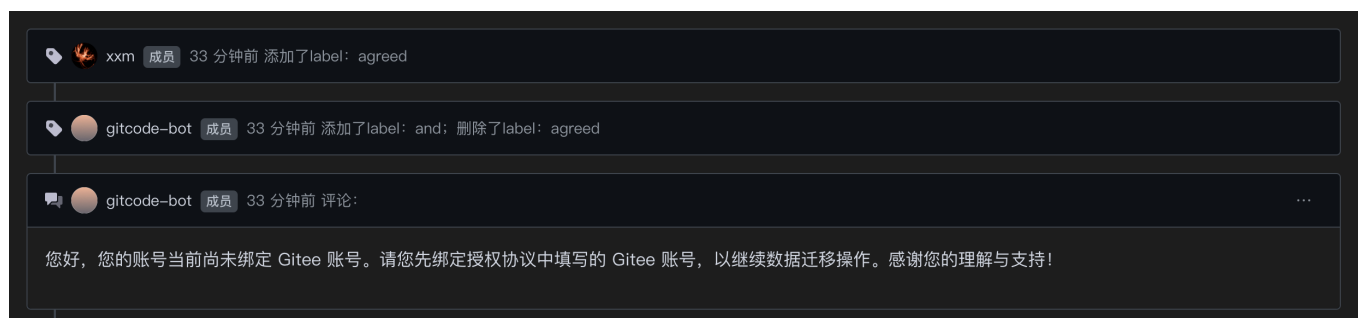 xxm 成员 33 分钟前 添加了label：agreed
gitcode-bot 成员 33 分钟前 添加了label：and；删除了label：agreed
gitcode-bot 成员 33 分钟前 评论：
您好，您的账号当前尚未绑定 Gitee 账号。请您先绑定授权协议中填写的 Gitee 账号，以继续数据迁移操作。感谢您的理解与支持！